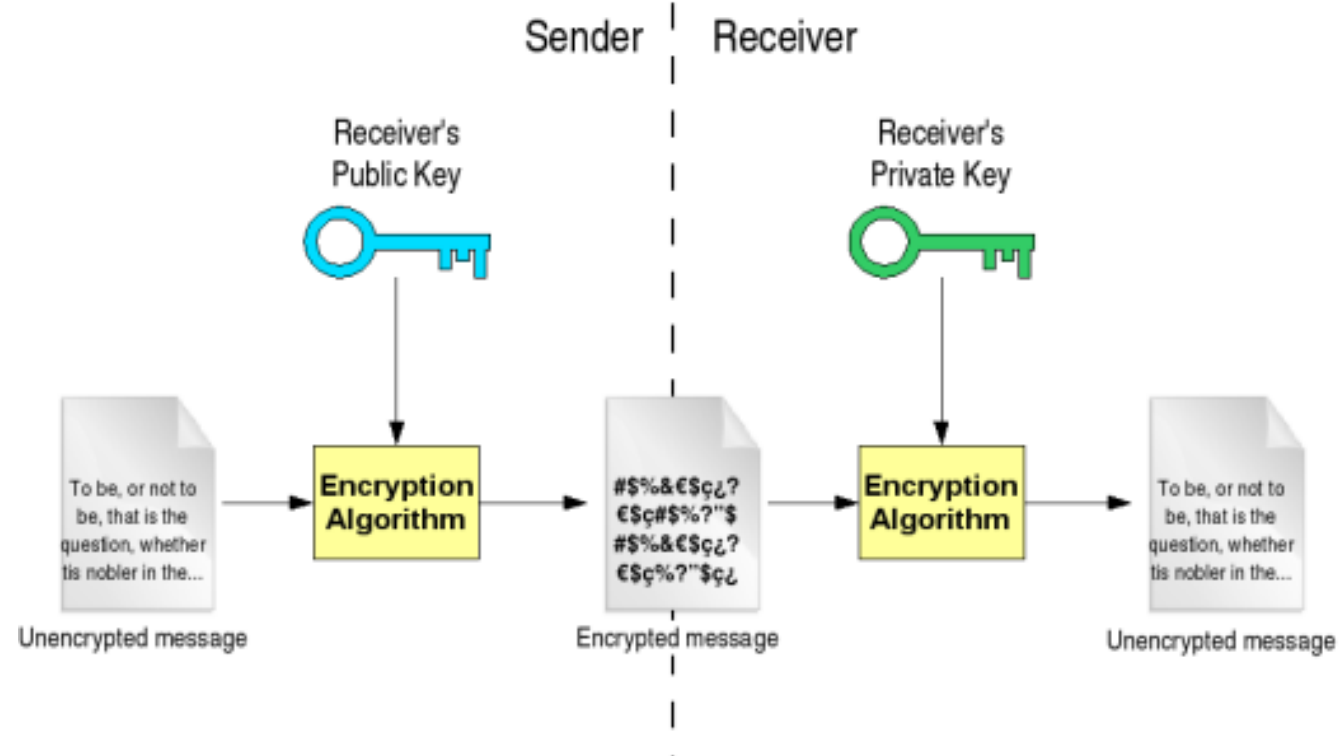 Sender
Receiver
Receiver's
Public Key
Receiver's
Private Key
To be, or not to
be, that is the
question, whether
tis nobler in the...
Unencrypted message
Encryption
Algorithm
#$%&€$ç¿?
€$ç#$%?"$
#$%&€$ç¿?
€$ç%?"$ç¿
Encrypted message
Encryption
Algorithm
To be, or not to
be, that is the
question, whether
tis nobler in the...
Unencrypted message